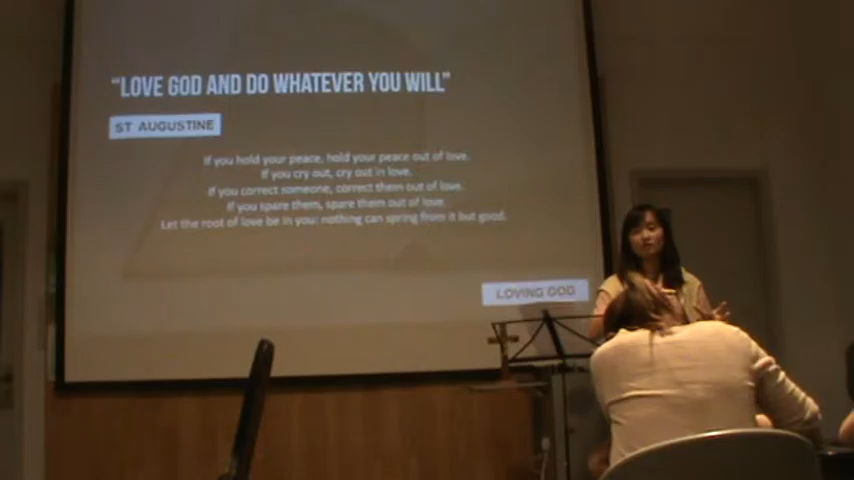 “LOVE GOD AND DO WHATEVER YOU WILL”
ST AUGUSTINE
If you hold your peace, hold your peace out of love.
If you cry out, cry out in love.
If you correct someone, correct them out of love.
If you spare them, spare them out of love.
Let the root of love be in you: nothing can spring from it but good.
LOVING GOD